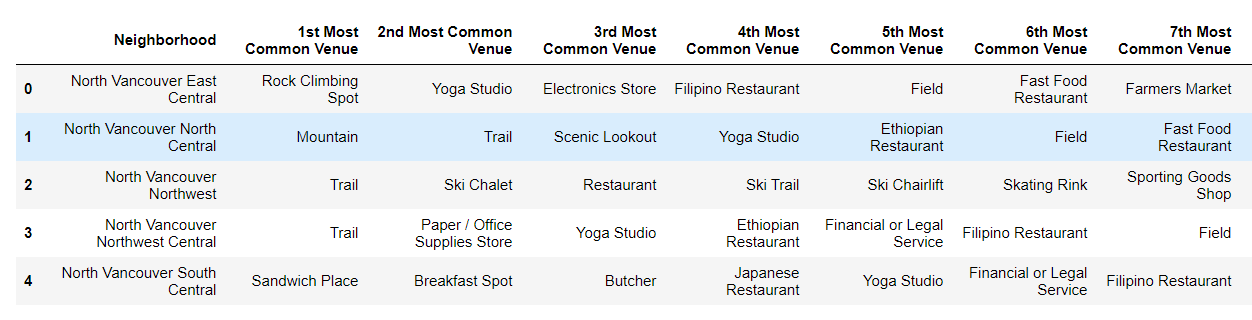 Neighborhood 1st Most Common Venue 2nd Most Common Venue 3rd Most Common Venue 4th Most Common Venue 5th Most Common Venue 6th Most Common Venue 7th Most Common Venue
0 North Vancouver East Central Rock Climbing Spot Yoga Studio Electronics Store Filipino Restaurant Field Fast Food Restaurant Farmers Market
1 North Vancouver North Central Mountain Trail Scenic Lookout Yoga Studio Ethiopian Restaurant Field Fast Food Restaurant
2 North Vancouver Northwest Trail Ski Chalet Restaurant Ski Trail Ski Chairlift Skating Rink Sporting Goods Shop
3 North Vancouver Northwest Central Trail Paper / Office Supplies Store Yoga Studio Ethiopian Restaurant Financial or Legal Service Filipino Restaurant Field
4 North Vancouver South Central Sandwich Place Breakfast Spot Butcher Japanese Restaurant Yoga Studio Financial or Legal Service Filipino Restaurant